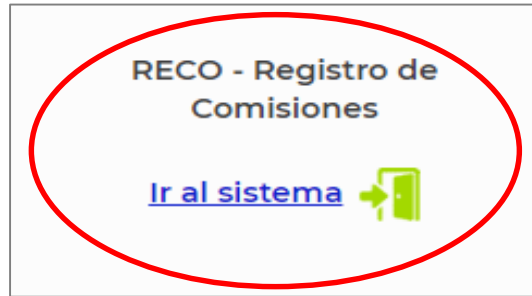 RECO - Registro de
Comisiones
Ir al sistema